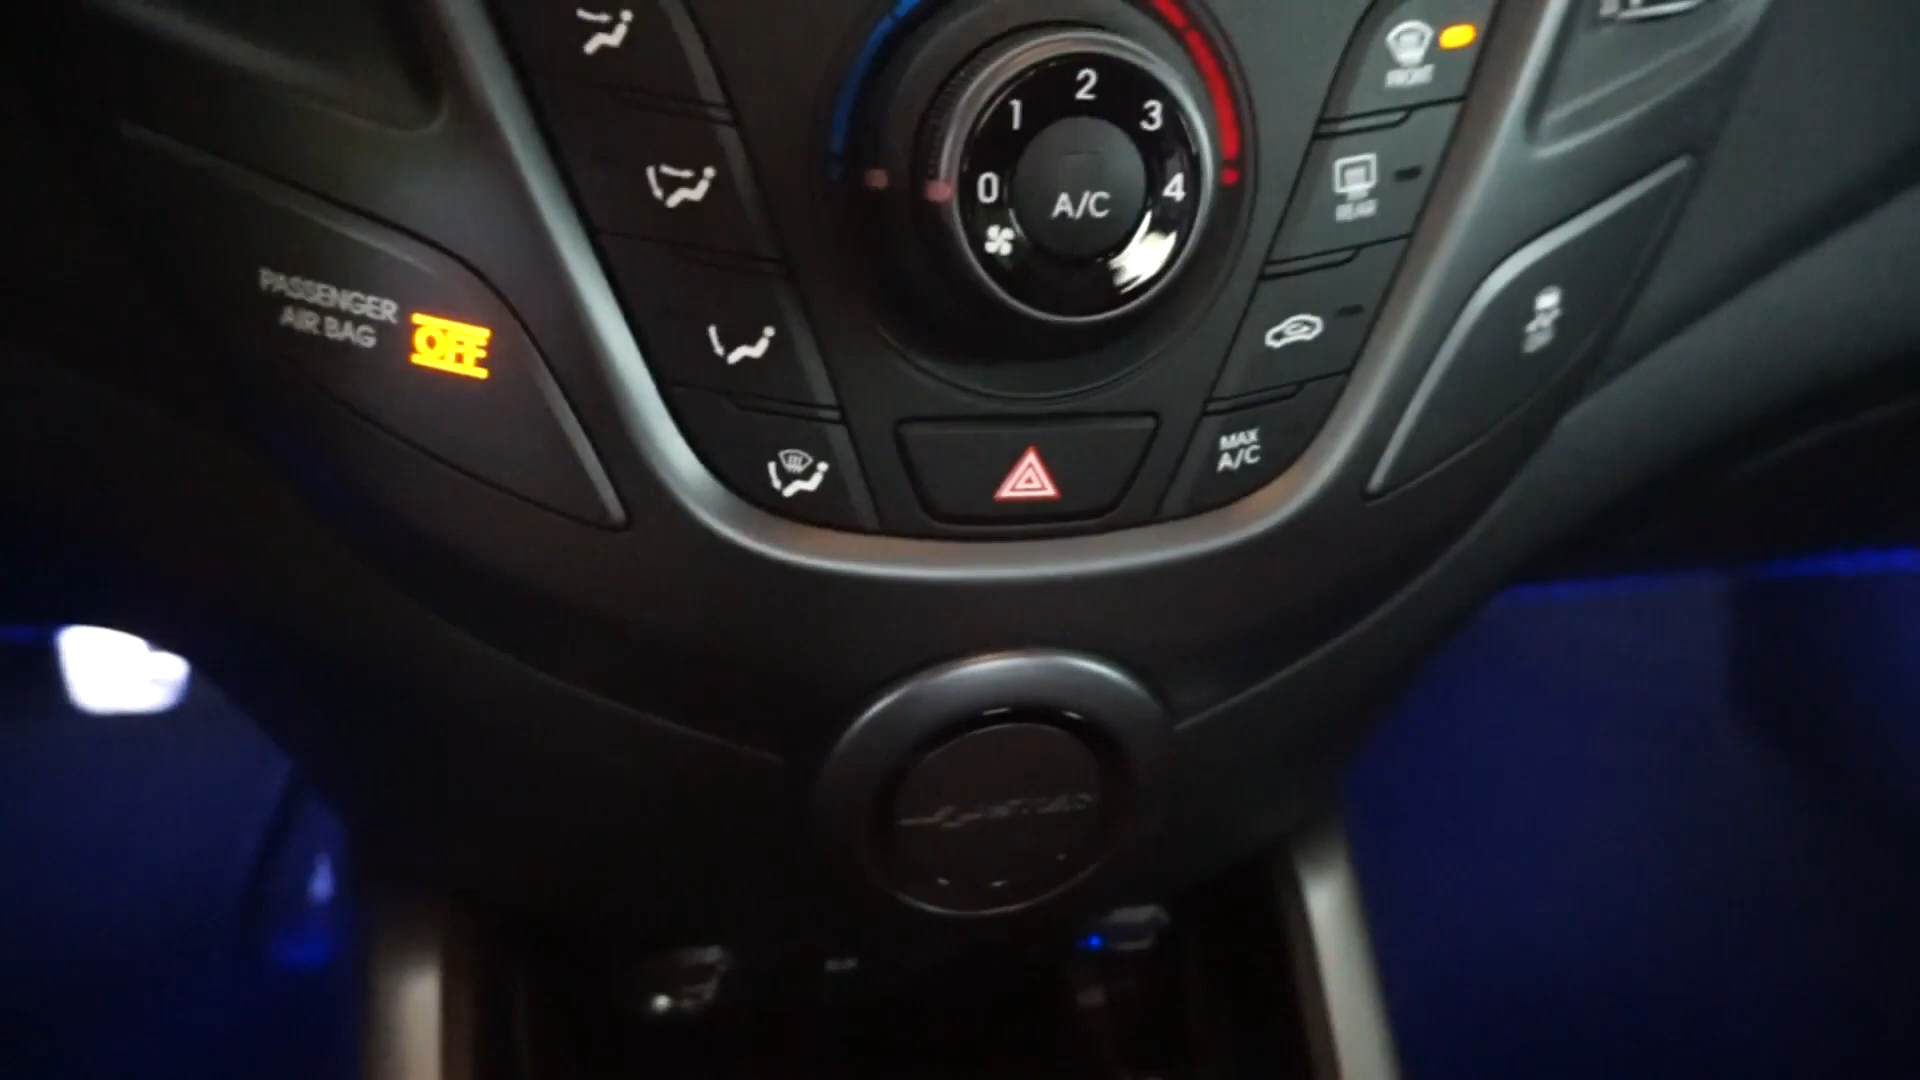 2
1
3
0
4
A/C
FRONT
REAR
PASSENGER
AIR BAG
OFF
MAX
A/C